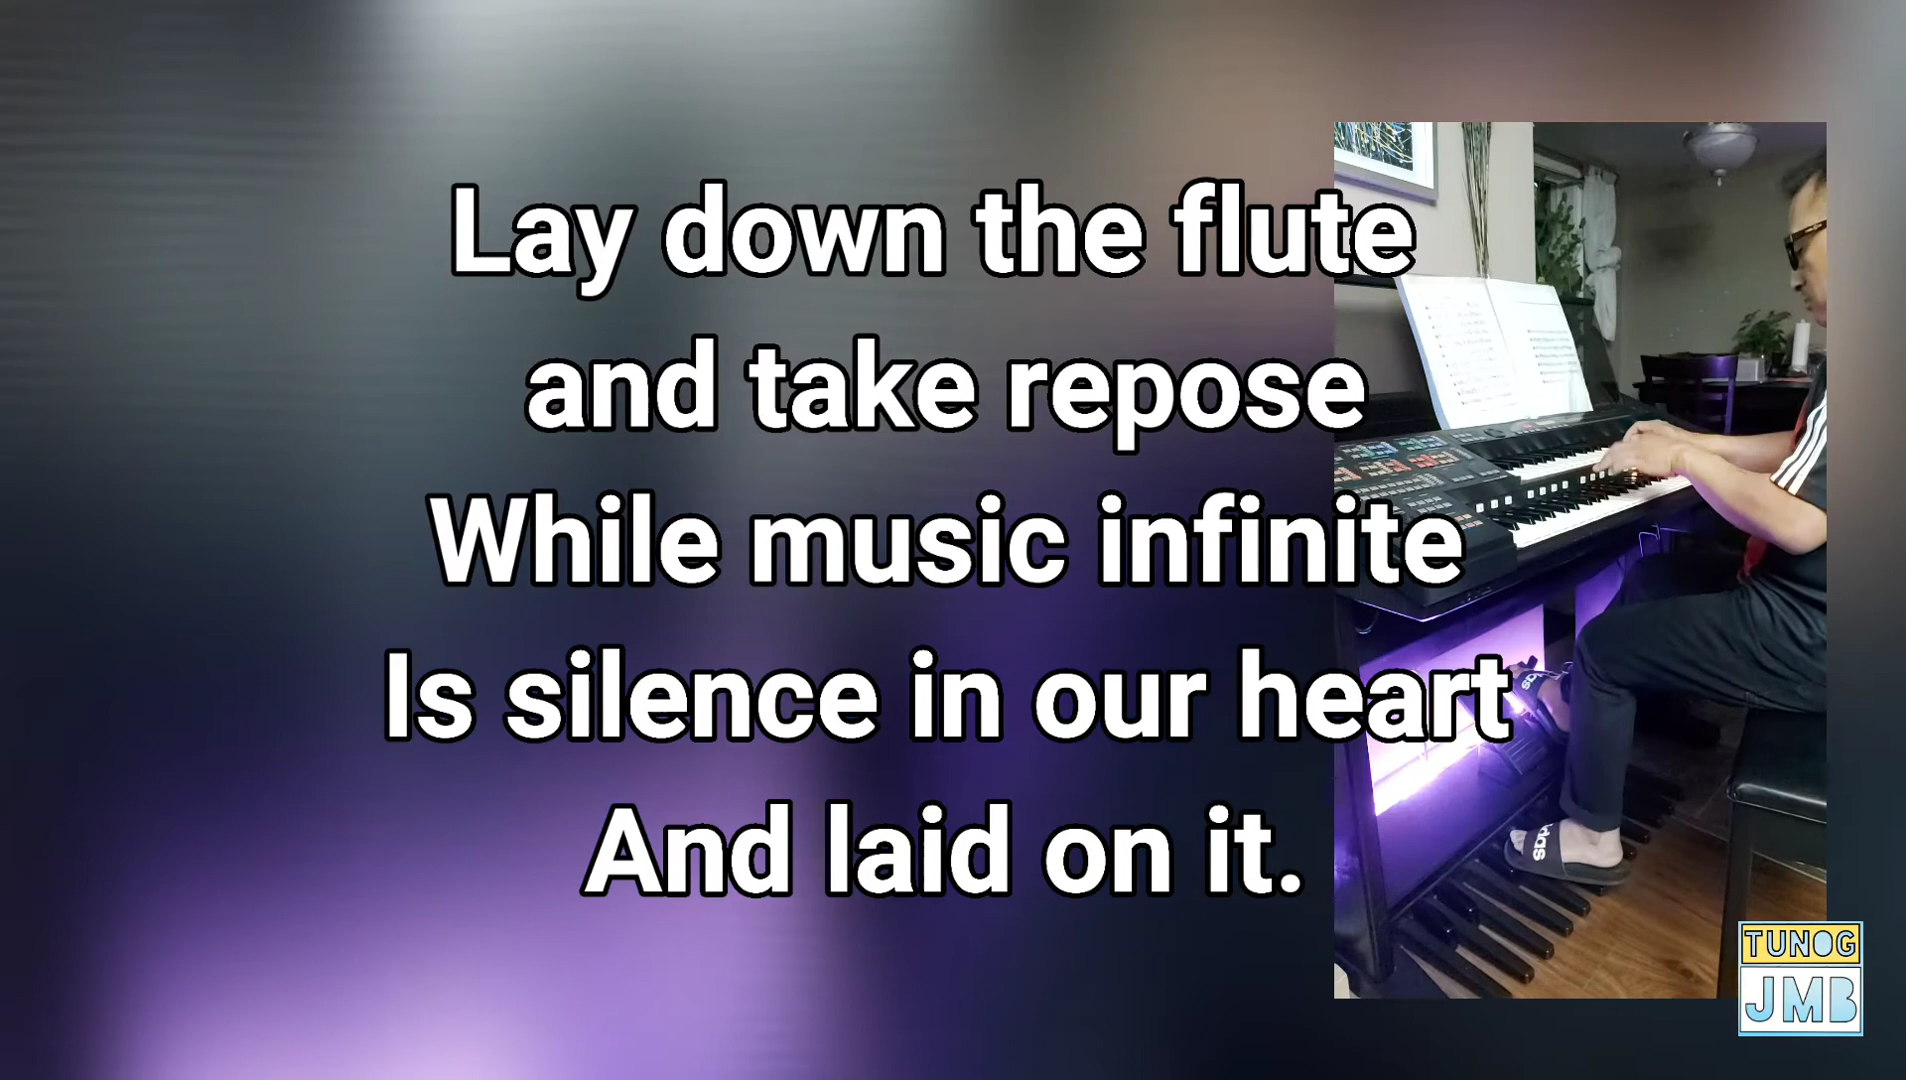 Lay down the flute
and take repose
While music infinite
Is silence in our heart
And laid on it.
adidas
TUNOG
JMB